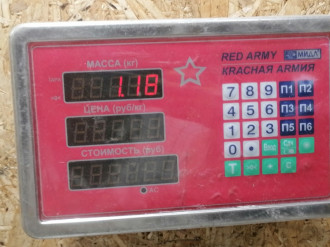 RED ARMY МИДЛ
КРАСНАЯ АРМИЯ
МАССА (кг)
1.18
ЦЕНА (руб/кг)
СТОИМОСТЬ (руб)
7 8 9 П1 П2
4 5 6 П3 П4
1 2 3 П5 П6
0 •
Т С